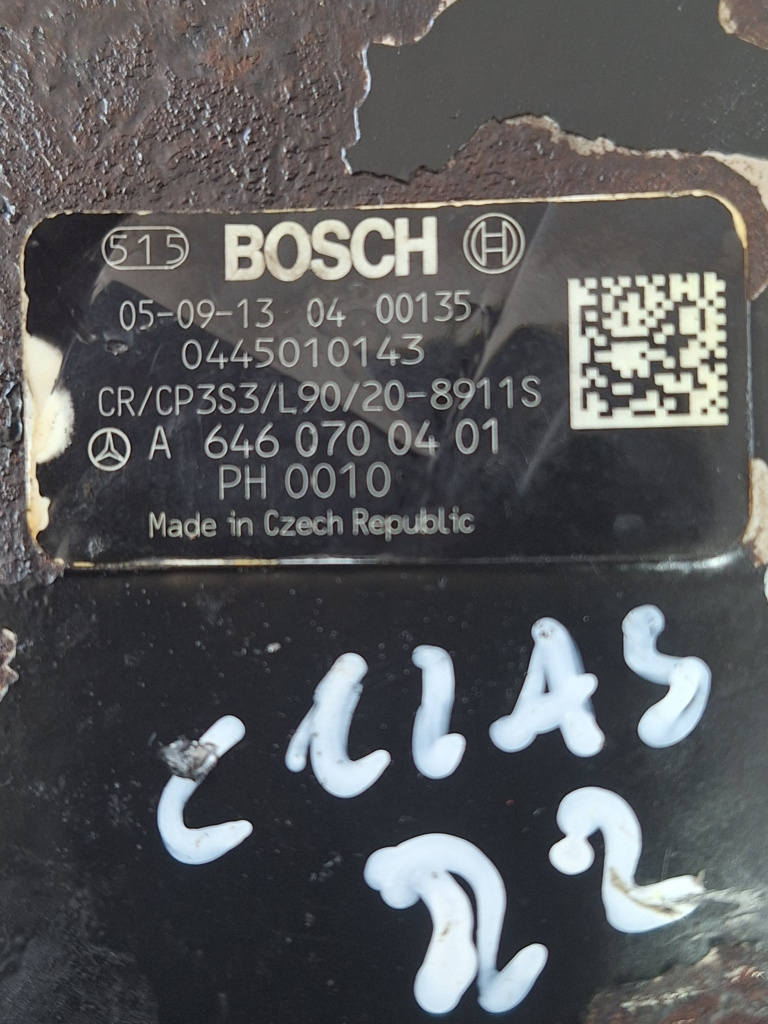 515 BOSCH
05-09-13 04 00135
0445010143
CR/CP3S3/L90/20-8911S
A 646 070 04 01
PH 0010
Made in Czech Republic